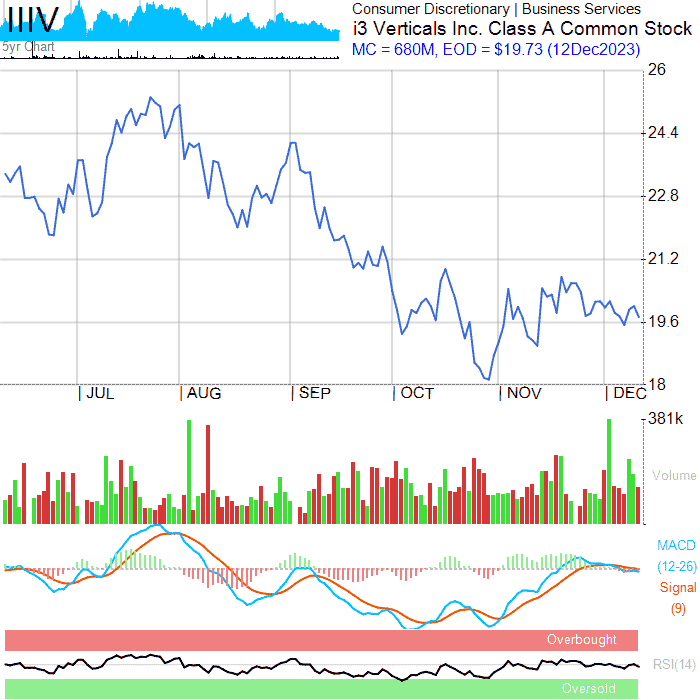 IIIV
5yr Chart
Consumer Discretionary | Business Services
i3 Verticals Inc. Class A Common Stock
MC = 680M, EOD = $19.73 (12Dec2023)
26
24.4
22.8
21.2
19.6
18
JUL AUG SEP OCT NOV DEC
381k
Volume
MACD
(12-26)
Signal
(9)
Overbought
RSI(14)
Oversold